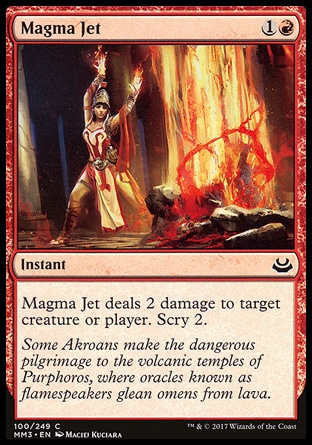 Magma Jet 1
Instant
Magma Jet deals 2 damage to target
creature or player. Scry 2.
Some Akroans make the dangerous
pilgrimage to the volcanic temples of
Purphoros, where oracles known as
flamespeakers glean omens from lava.
100/249 C
MM3 • EN Maciej Kuciara ™ & © 2017 Wizards of the Coast